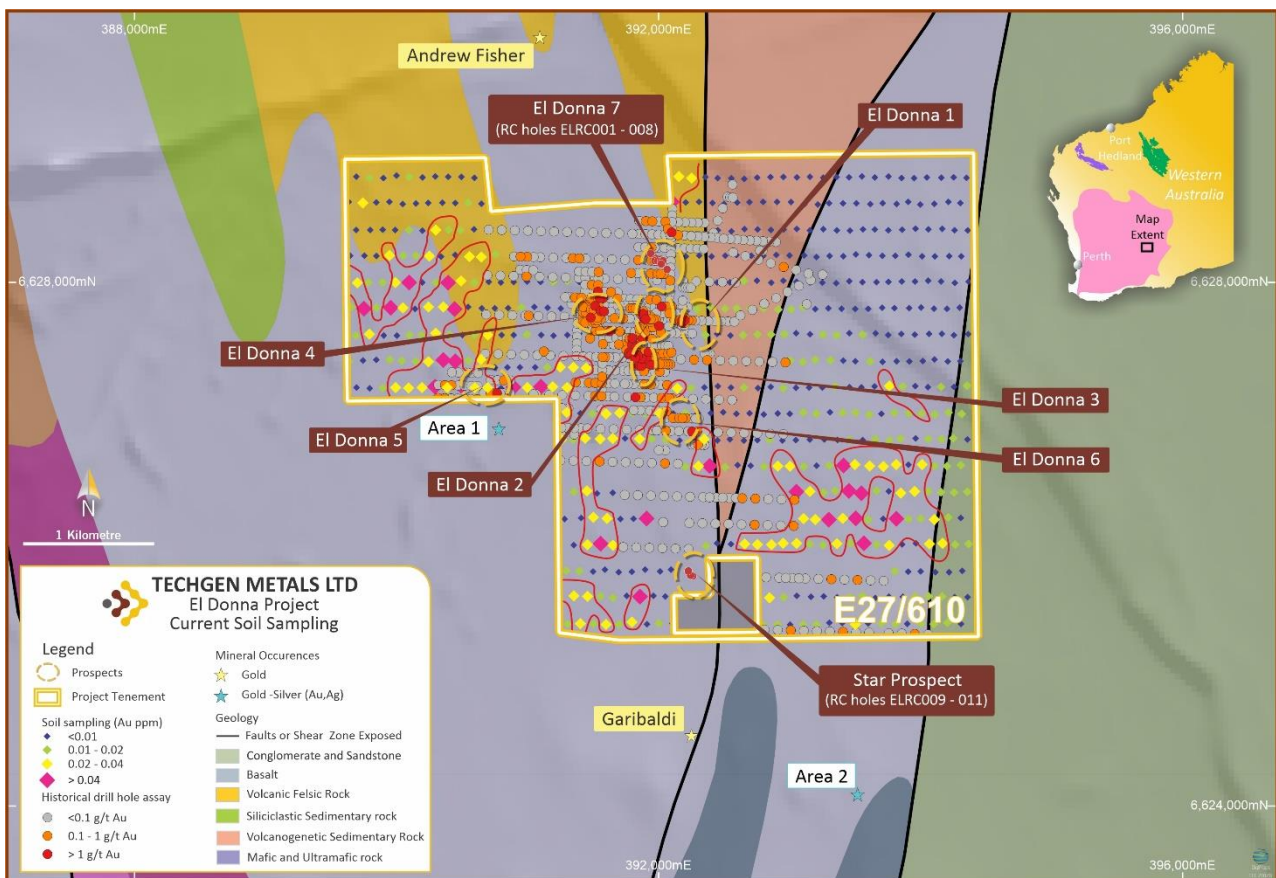 388,000mE
392,000mE
396,000mE
Andrew Fisher
El Donna 7
(RC holes ELRC001 - 008)
El Donna 1
Port
Hedland
Western
Australia
Map
Extent
Perth
6,628,000mN
6,628,000mN
El Donna 4
El Donna 3
El Donna 5
Area 1
El Donna 2
El Donna 6
N
1 Kilometre
E27/610
Star Prospect
(RC holes ELRC009 - 011)
Garibaldi
Area 2
TECHGEN METALS LTD
El Donna Project
Current Soil Sampling
Legend
Prospects
Project Tenement
Soil sampling (Au ppm)
<0.01
0.01 - 0.02
0.02 - 0.04
> 0.04
Historical drill hole assay
<0.1 g/t Au
0.1 - 1 g/t Au
> 1 g/t Au
Mineral Occurences
Gold
Gold -Silver (Au,Ag)
Geology
Faults or Shear Zone Exposed
Conglomerate and Sandstone
Basalt
Volcanic Felsic Rock
Siliciclastic Sedimentary rock
Volcanogenetic Sedimentary Rock
Mafic and Ultramafic rock
6,624,000mN
392,000mE
396,000mE